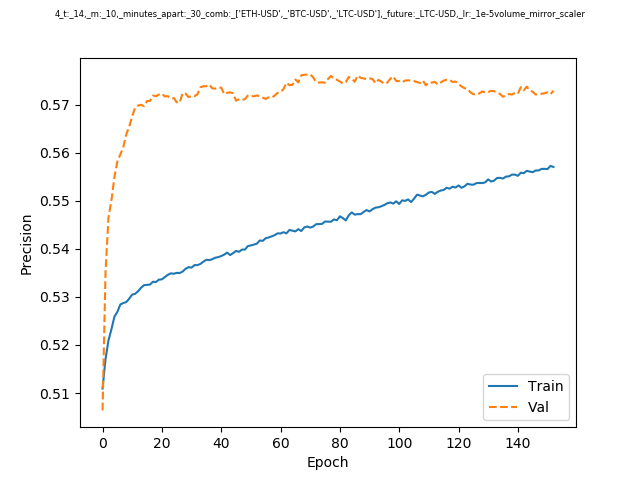 4_t:_14,_m:_10,_minutes_apart:_30_comb:_['ETH-USD',_'BTC-USD',_'LTC-USD'],_future:_LTC-USD,_lr:_1e-5volume_mirror_scaler
0.57
0.56
0.55
0.54
0.53
0.52
0.51
Precision
Train
Val
0 20 40 60 80 100 120 140
Epoch